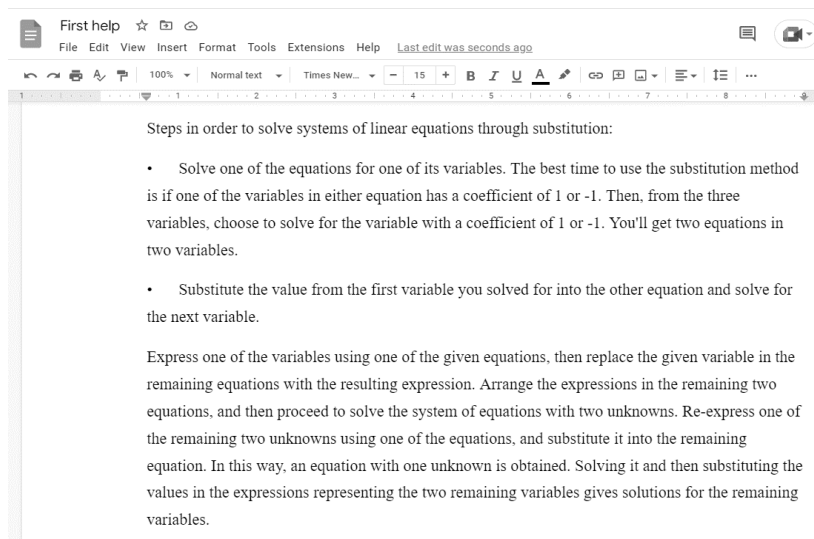 First help
File Edit View Insert Format Tools Extensions Help Last edit was seconds ago
100% Normal text Times New... − 15 + B I U A
1 1 2 3 4 5 6 7 8 9
Steps in order to solve systems of linear equations through substitution:
• Solve one of the equations for one of its variables. The best time to use the substitution method
is if one of the variables in either equation has a coefficient of 1 or -1. Then, from the three
variables, choose to solve for the variable with a coefficient of 1 or -1. You'll get two equations in
two variables.
• Substitute the value from the first variable you solved for into the other equation and solve for
the next variable.
Express one of the variables using one of the given equations, then replace the given variable in the
remaining equations with the resulting expression. Arrange the expressions in the remaining two
equations, and then proceed to solve the system of equations with two unknowns. Re-express one of
the remaining two unknowns using one of the equations, and substitute it into the remaining
equation. In this way, an equation with one unknown is obtained. Solving it and then substituting the
values in the expressions representing the two remaining variables gives solutions for the remaining
variables.